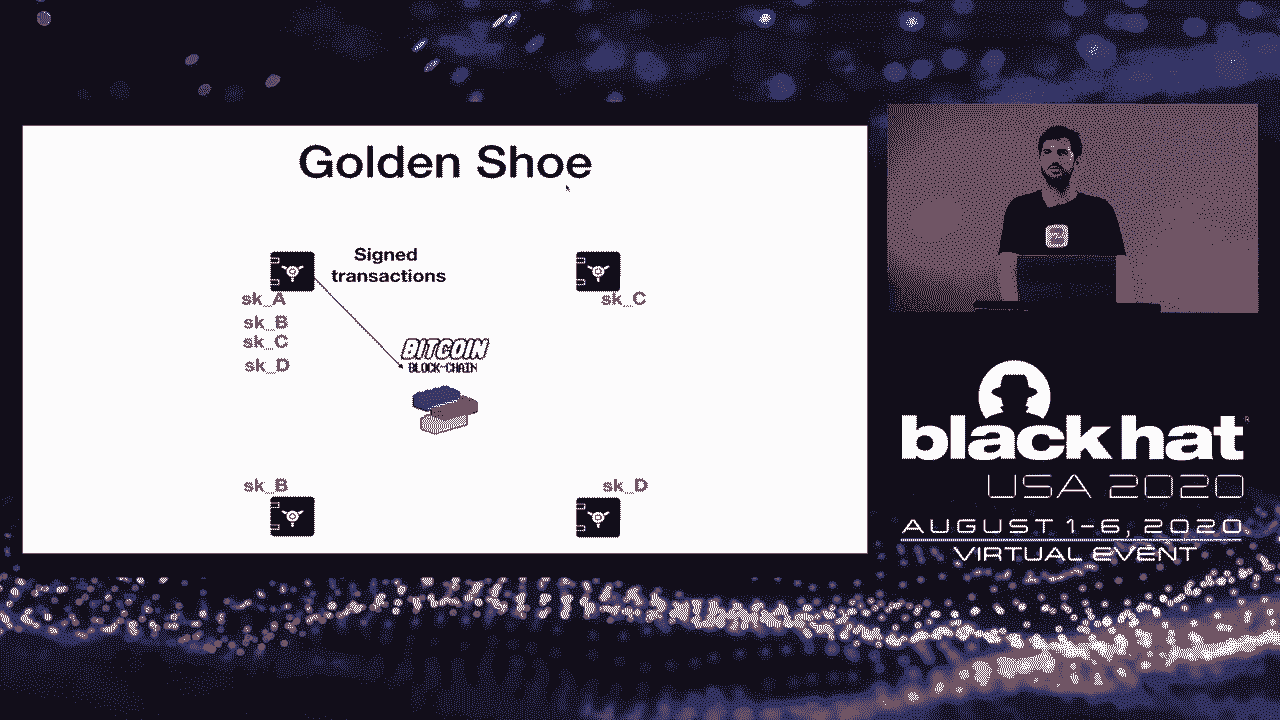 Golden Shoe
Signed
transactions
sk_A
sk_B
sk_C
sk_D
sk_C
BITCOIN
BLOCK-CHAIN
sk_B
sk_D
black hat
USA 2020
AUGUST 1-6, 2020
VIRTUAL EVENT